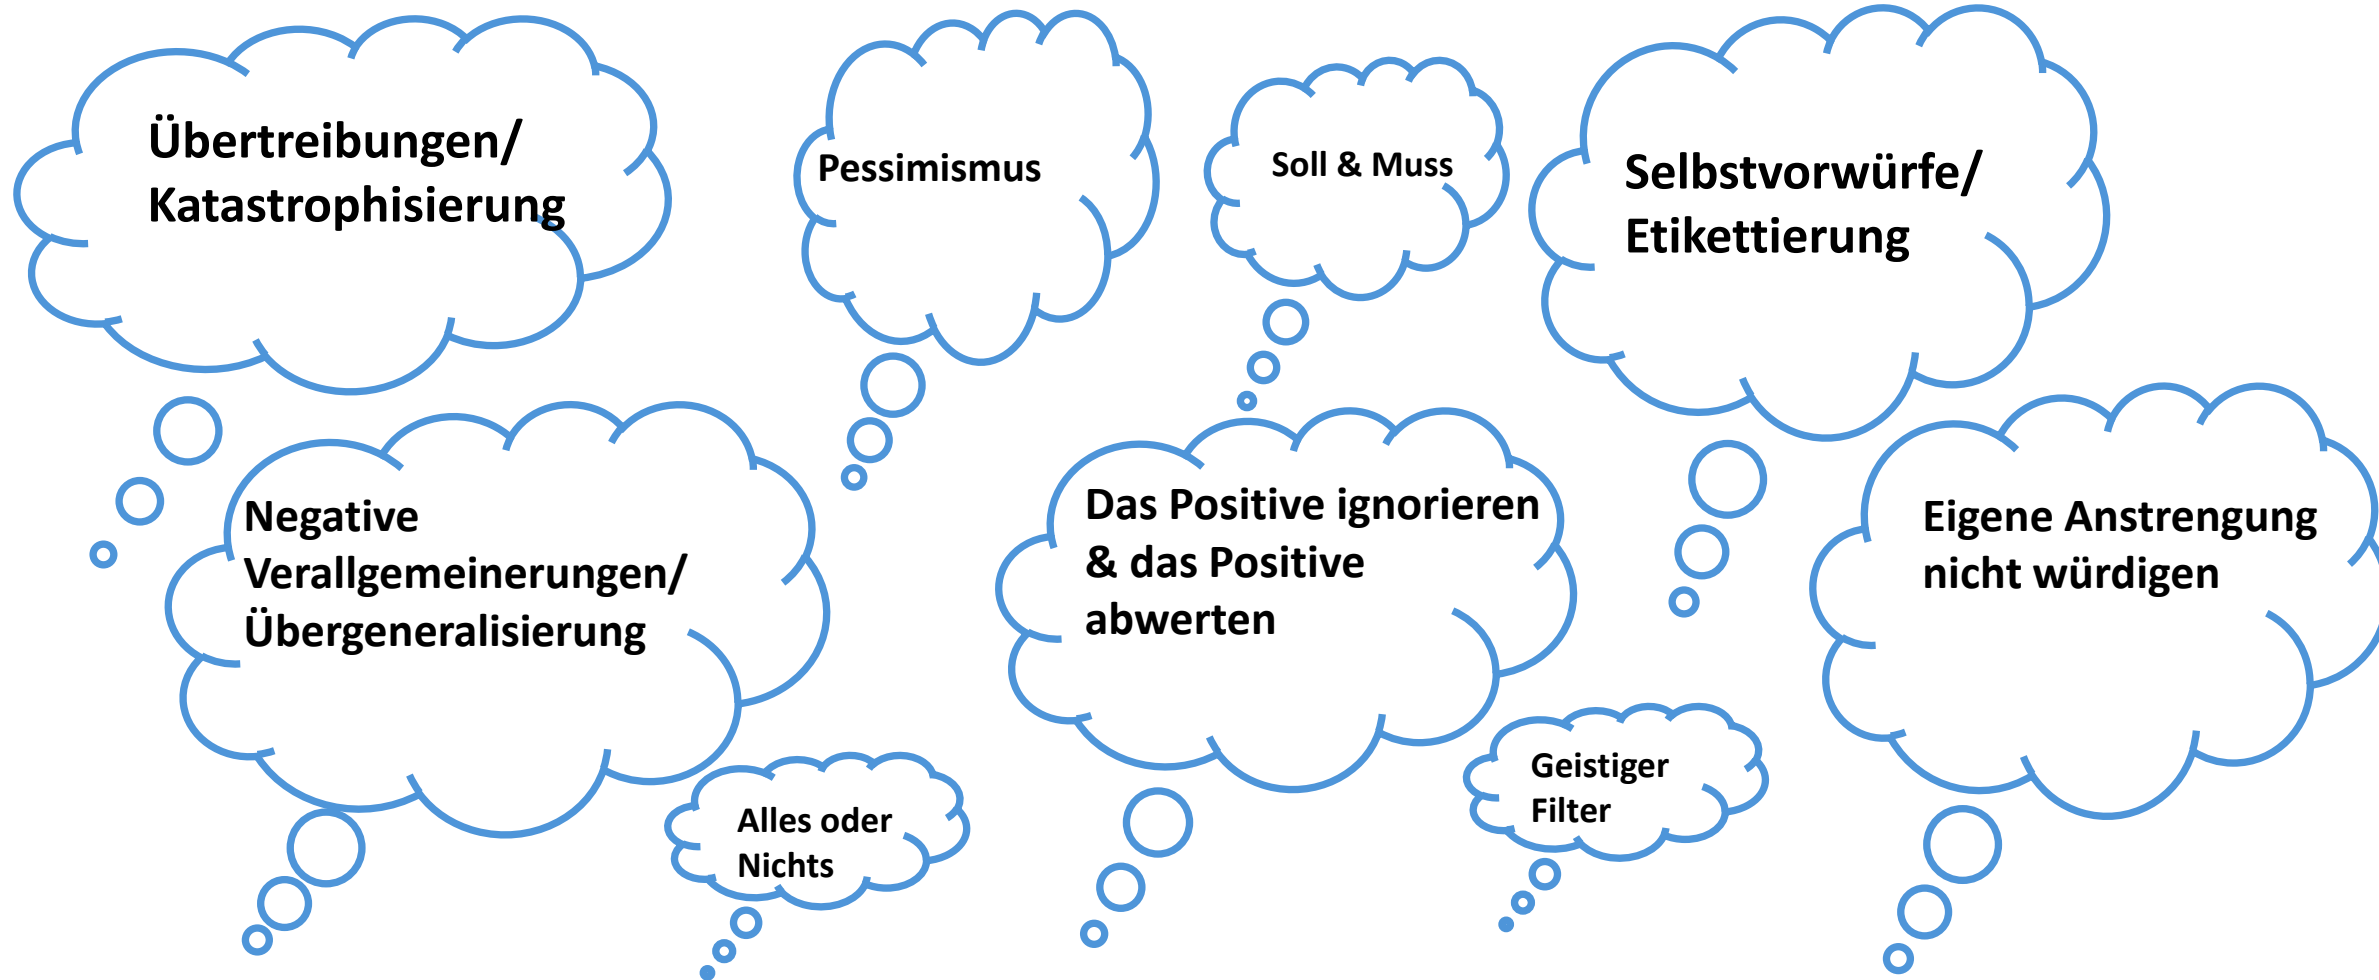 Übertreibungen/
Katastrophisierung
Pessimismus
Soll & Muss
Selbstvorwürfe/
Etikettierung
Negative
Verallgemeinerungen/
Übergeneralisierung
Das Positive ignorieren
& das Positive
abwerten
Eigene Anstrengung
nicht würdigen
Alles oder
Nichts
Geistiger
Filter